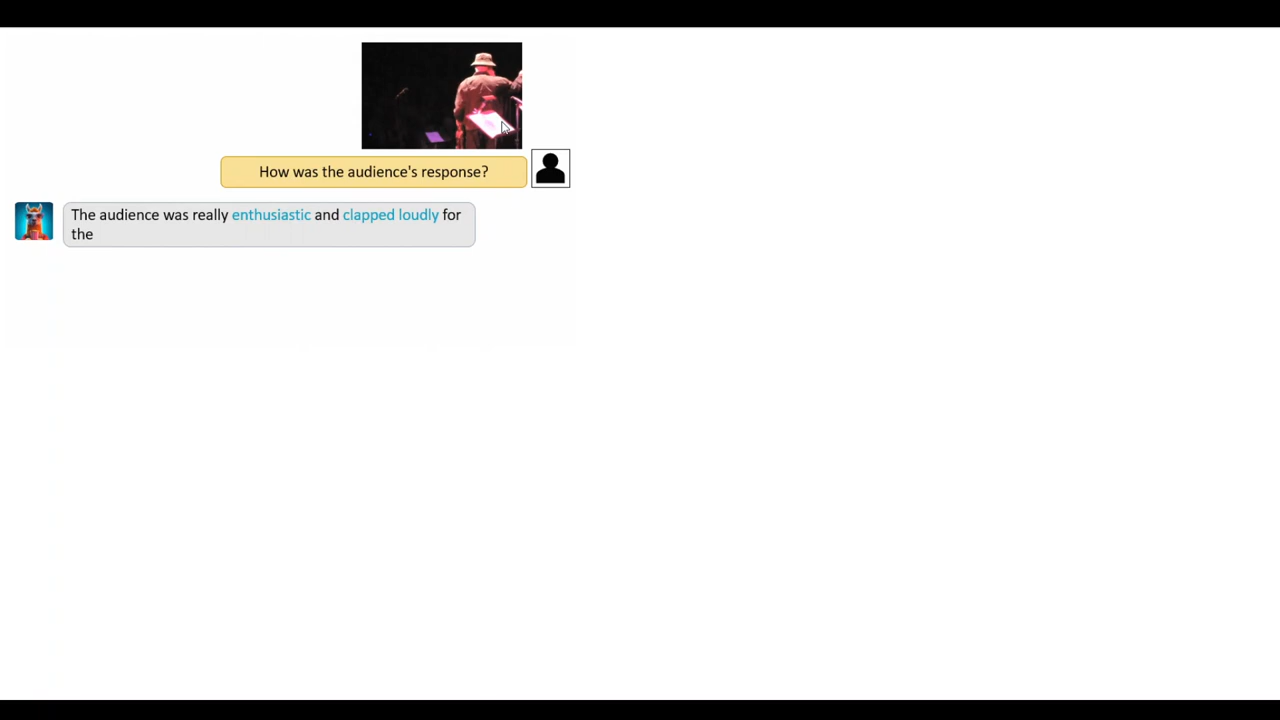 How was the audience's response?
The audience was really enthusiastic and clapped loudly for
the